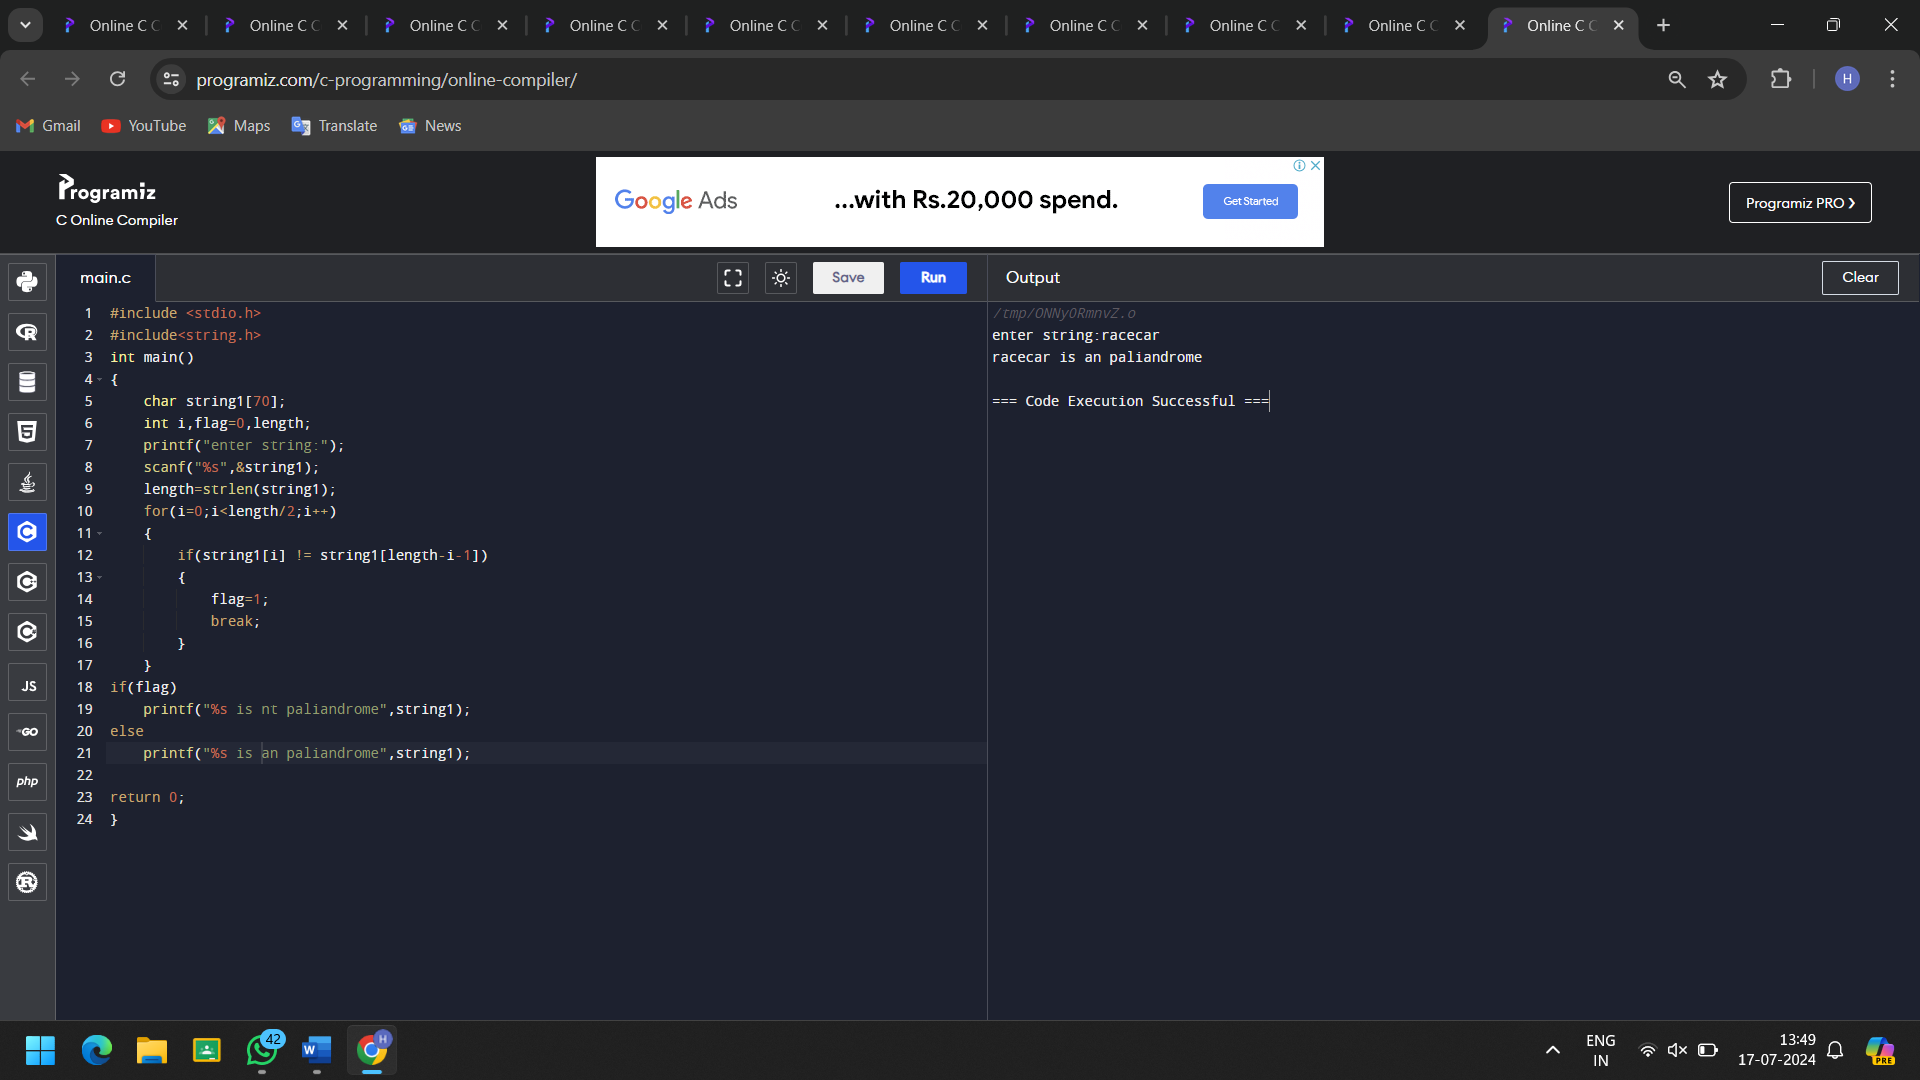 Online C C Online C C Online C C Online C C Online C C Online C C Online C C Online C C Online C C Online C C
programiz.com/c-programming/online-compiler/
H
Gmail YouTube Maps Translate News
Programiz
C Online Compiler
Google Ads ...with Rs.20,000 spend. Get Started
Programiz PRO
main.c Save Run Output Clear
1 #include <stdio.h>
2 #include<string.h>
3 int main()
4 {
5 char string1[70];
6 int i,flag=0,length;
7 printf("enter string:");
8 scanf("%s",&string1);
9 length=strlen(string1);
10 for(i=0;i<length/2;i++)
11 {
12 if(string1[i] != string1[length-i-1])
13 {
14 flag=1;
15 break;
16 }
17 }
18 if(flag)
19 printf("%s is nt paliandrome",string1);
20 else
21 printf("%s is an paliandrome",string1);
22
23 return 0;
24 }
/tmp/ONNy0RmnvZ.o
enter string:racecar
racecar is an paliandrome
=== Code Execution Successful ===
JS
GO
php
42
W
H
ENG
IN
13:49
17-07-2024
PRE